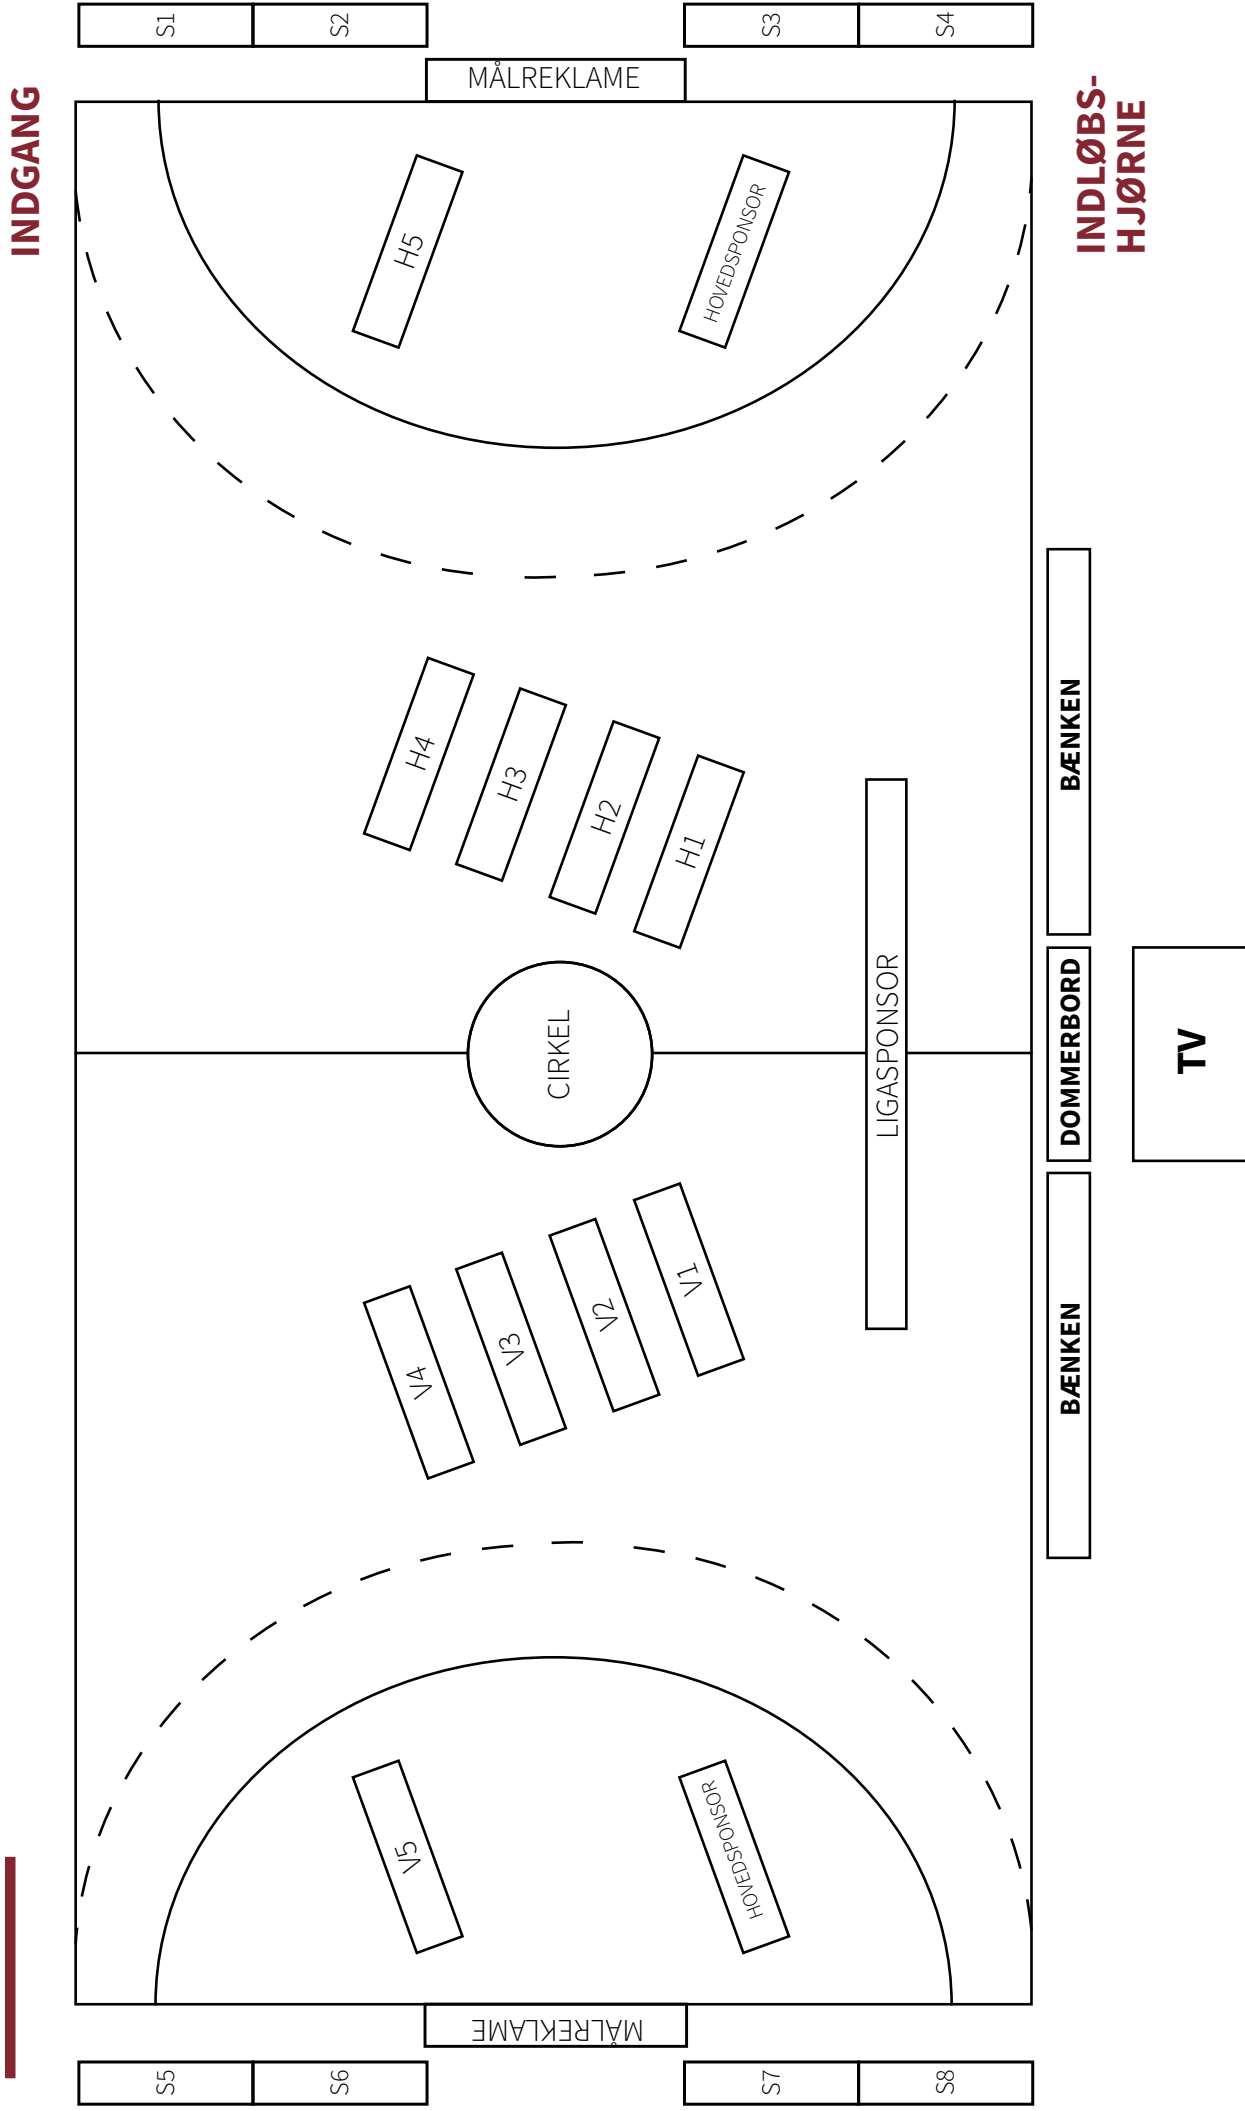 INDGANG
S1
S2
S3
S4
MÅLREKLAME
INDLØBS-
HJØRNE
H5
HOVEDSPONSOR
H4
H3
H2
H1
BÆNKEN
CIRKEL
LIGASPONSOR
DOMMERBORD
TV
V4
V3
V2
V1
BÆNKEN
V5
HOVEDSPONSOR
MÅLREKLAME
S5
S6
S7
S8